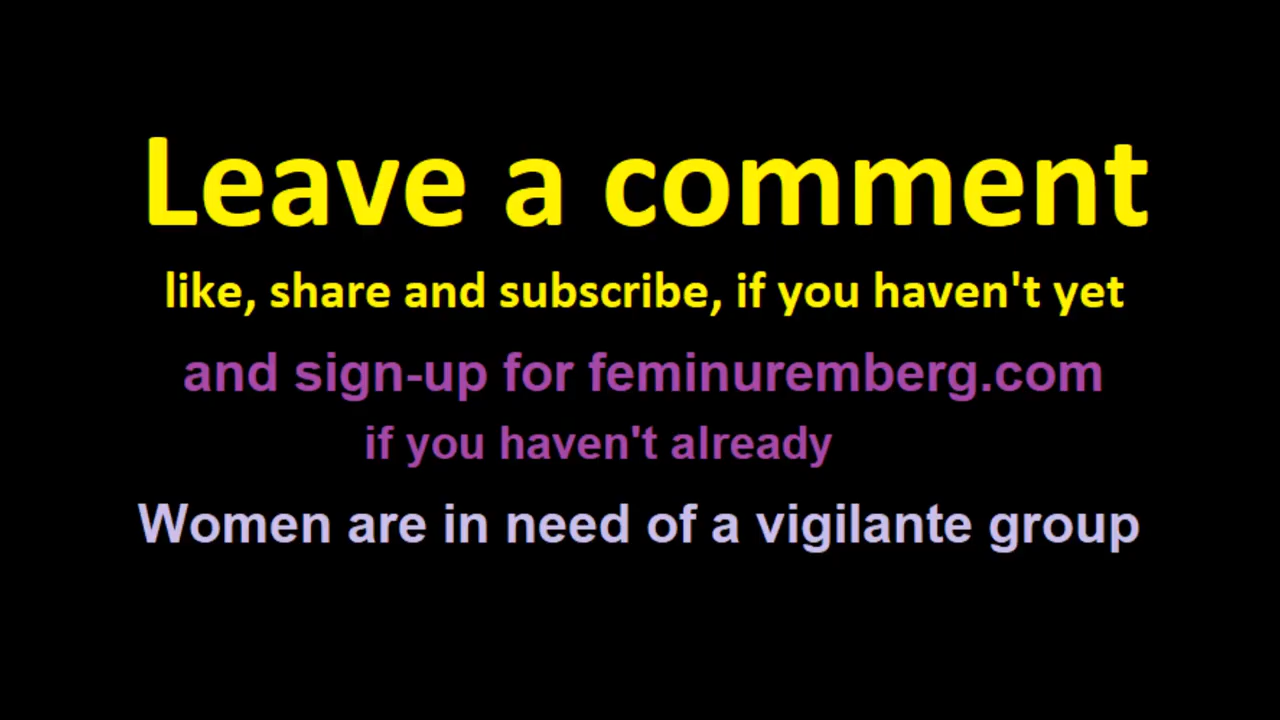 Leave a comment
like, share and subscribe, if you haven't yet
and sign-up for feminuremberg.com
if you haven't already
Women are in need of a vigilante group